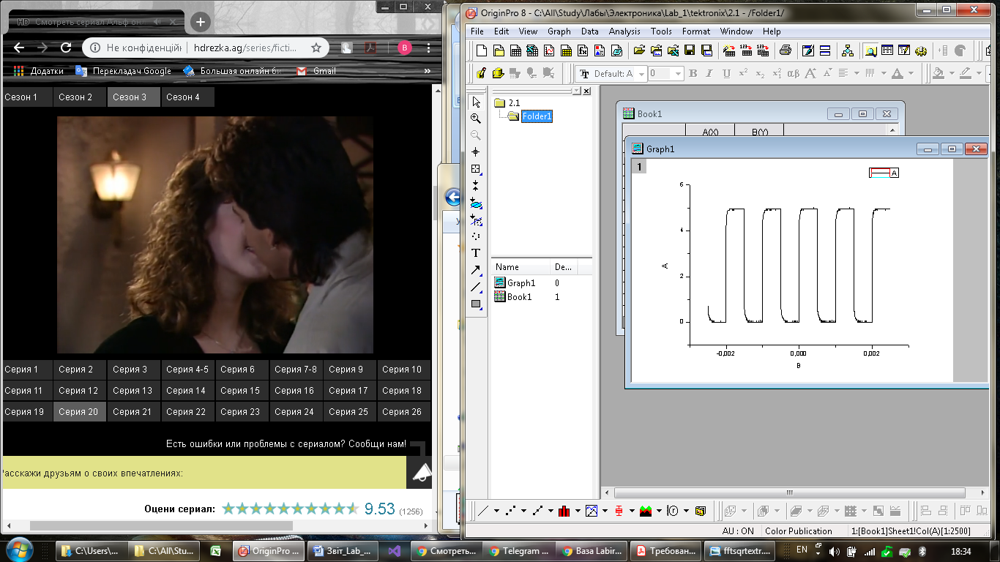 HD Смотреть сериал Альф онл
Не конфіденційн
hdrezka.ag/series/ficti...
B
Додатки
Перекладач Google
Большая онлайн би
Gmail
»
Сезон 1
Сезон 2
Сезон 3
Сезон 4
Серия 1
Серия 2
Серия 3
Серия 4-5
Серия 6
Серия 7-8
Серия 9
Серия 10
Серия 11
Серия 12
Серия 13
Серия 14
Серия 15
Серия 16
Серия 17
Серия 18
Серия 19
Серия 20
Серия 21
Серия 22
Серия 23
Серия 24
Серия 25
Серия 26
Есть ошибки или проблемы с сериалом? Сообщи нам!
Расскажи друзьям о своих впечатлениях:
Оцени сериал:
9.53 (1256)
OriginPro 8 - C:\All\Study\Лабы\Электроника\Lab_1\tektronix\2.1 - /Folder1/
File Edit View Graph Data Analysis Tools Format Window Help
Default: A
0
B I U x² x₂ αβ A A A
2.1
Folder1
Name De...
Graph1 0
Book1 1
Book1
A(X) B(Y)
Graph1
1
A
6
4
2
0
A
-0,002 0,000 0,002
B
AU : ON
Color Publication
1:[Book1]Sheet1!Col(A)[1:2500]
C:\Users\...
C:\All\Stu...
OriginPro ...
Звіт_Lab_...
Смотреть...
Telegram ...
Ваза Labir...
Требован...
fftsqrtextr...
EN
18:34